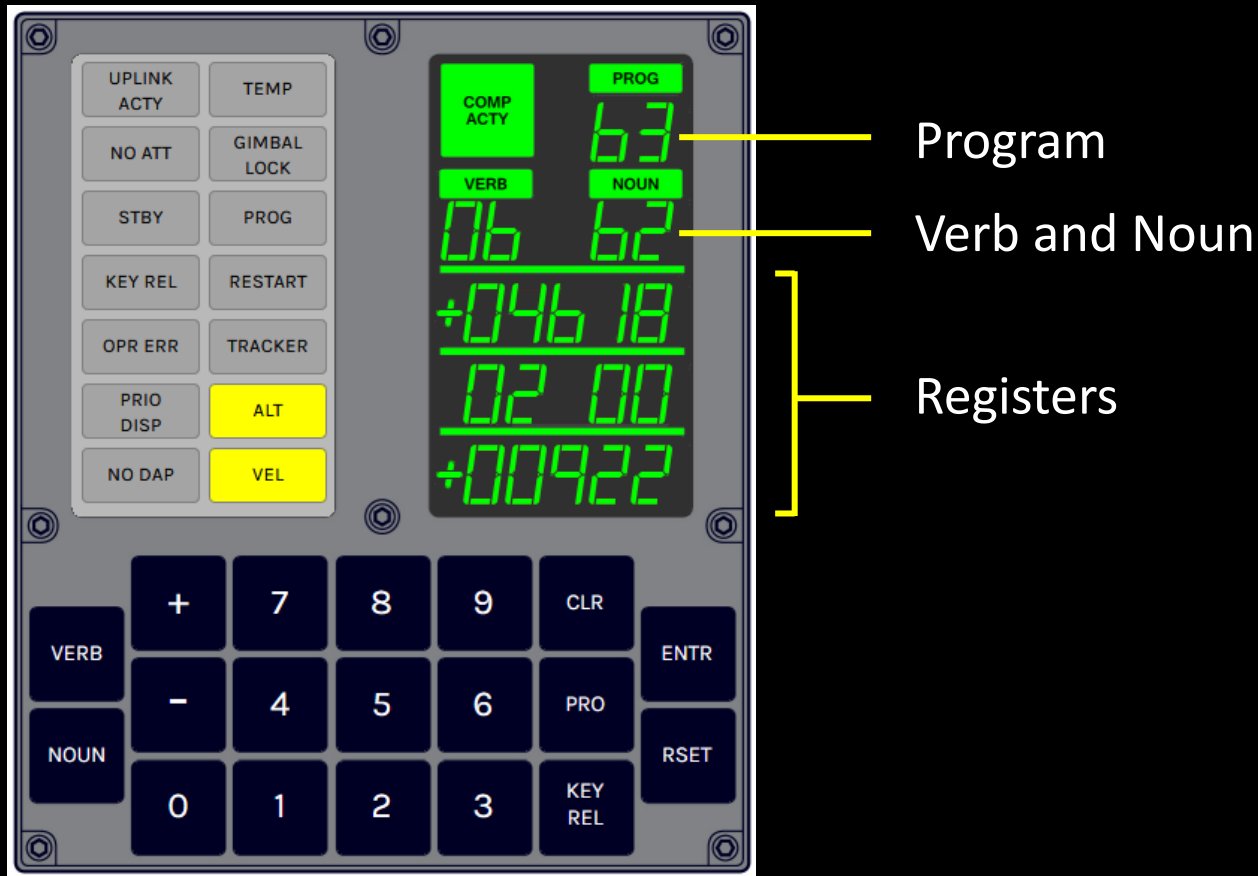 UPLINK
ACTY
TEMP
NO ATT
GIMBAL
LOCK
STBY
PROG
KEY REL
RESTART
OPR ERR
TRACKER
PRIO
DISP
ALT
NO DAP
VEL
COMP
ACTY
PROG
63
VERB
NOUN
06
62
+046 18
02 00
+00922
Program
Verb and Noun
Registers
VERB
NOUN
+
7
8
9
CLR
-
4
5
6
PRO
0
1
2
3
KEY
REL
ENTR
RSET